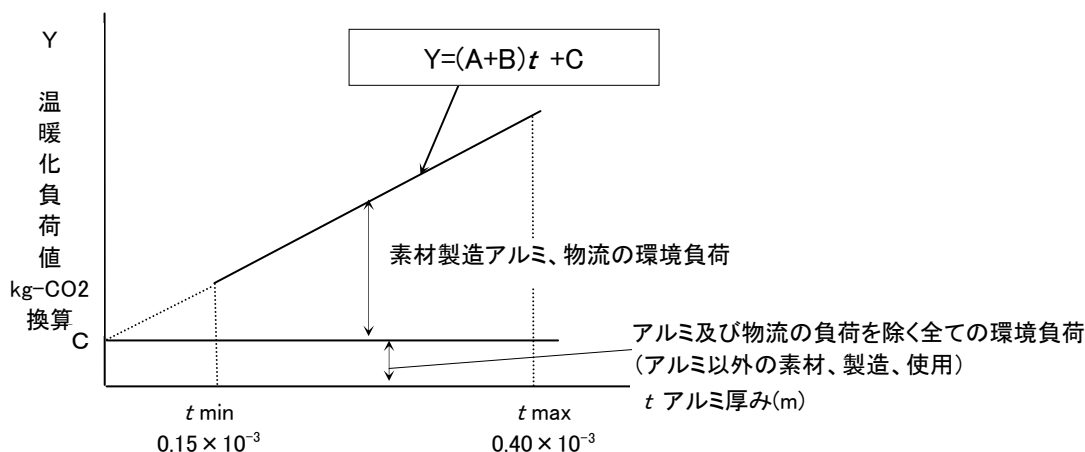 Y=(A+B)t +C
Y
温暖化負荷値
kg-CO2
換算
C
素材製造アルミ、物流の環境負荷
アルミ及び物流の負荷を除く全ての環境負荷
（アルミ以外の素材、製造、使用）
t アルミ厚み(m)
t min
0.15×10⁻³
t max
0.40×10⁻³